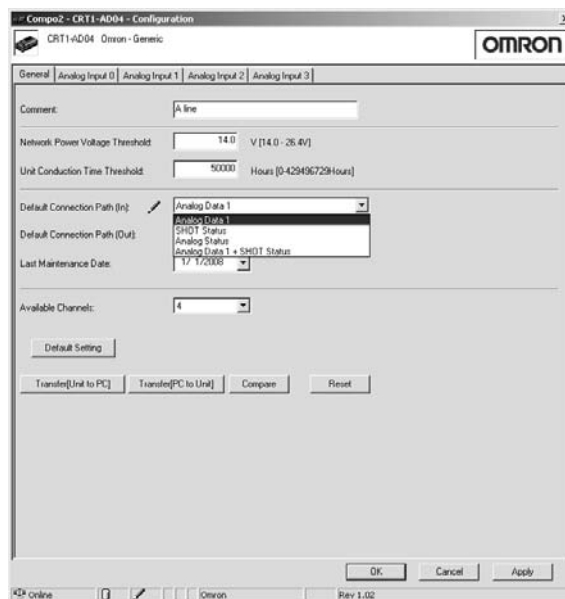 Compo2 - CRT1-AD04 - Configuration
CRT1-AD04 Omron - Generic
OMRON
General Analog Input 0 Analog Input 1 Analog Input 2 Analog Input 3
Comment: A line
Network Power Voltage Threshold: 14.0 V [14.0 - 26.4V]
Unit Conduction Time Threshold: 50000 Hours [0-429496729Hours]
Default Connection Path (In): Analog Data 1
Analog Data 1
SHOT Status
Default Connection Path (Out): Analog Status
Analog Data 1 + SHOT Status
Last Maintenance Date: 1/ 1/2008
Available Channels: 4
Default Setting
Transfer[Unit to PC] Transfer[PC to Unit] Compare Reset
OK Cancel Apply
Online Omron Rev 1.02